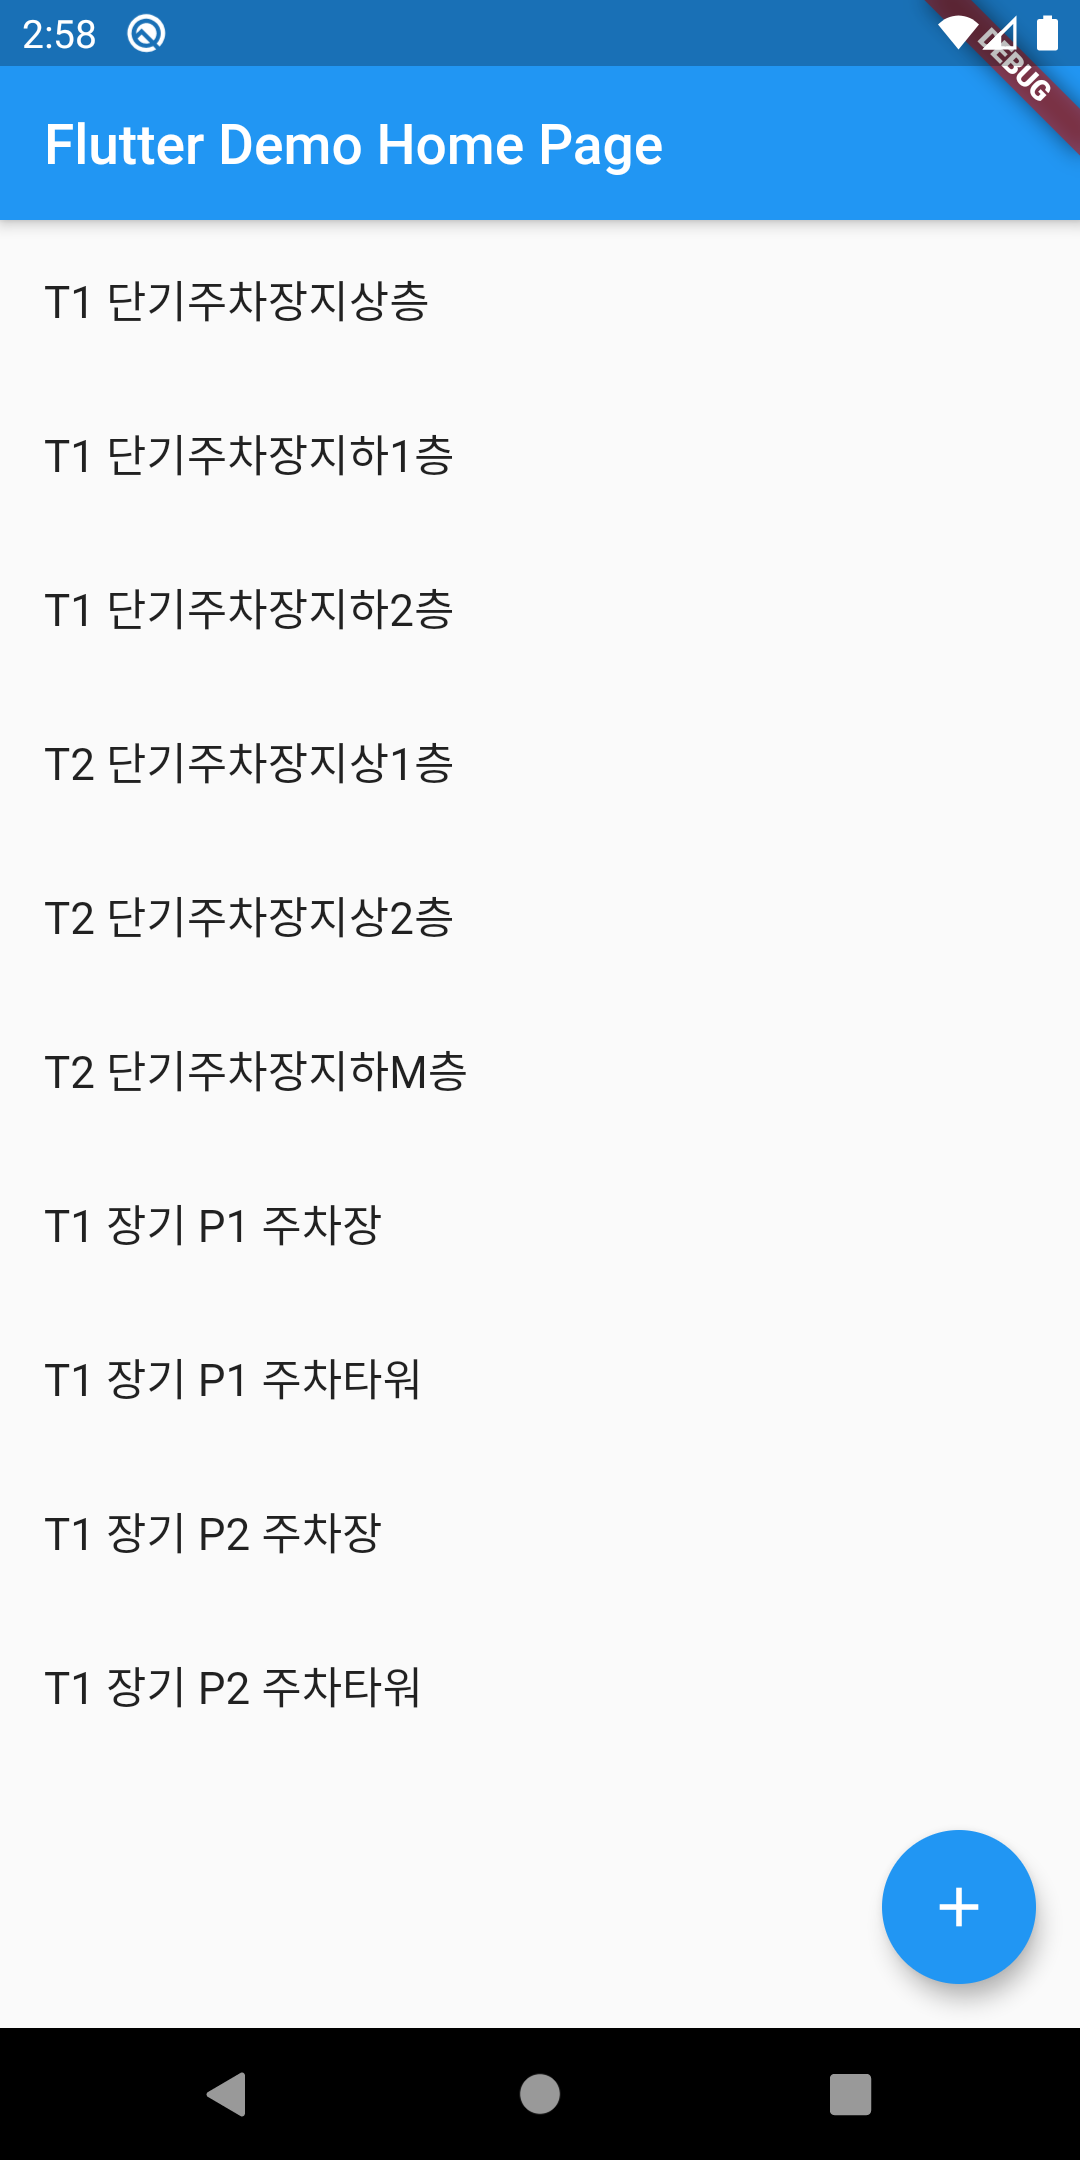 2:58
DEBUG
Flutter Demo Home Page
T1 단기주차장지상층
T1 단기주차장지하1층
T1 단기주차장지하2층
T2 단기주차장지상1층
T2 단기주차장지상2층
T2 단기주차장지하M층
T1 장기 P1 주차장
T1 장기 P1 주차타워
T1 장기 P2 주차장
T1 장기 P2 주차타워